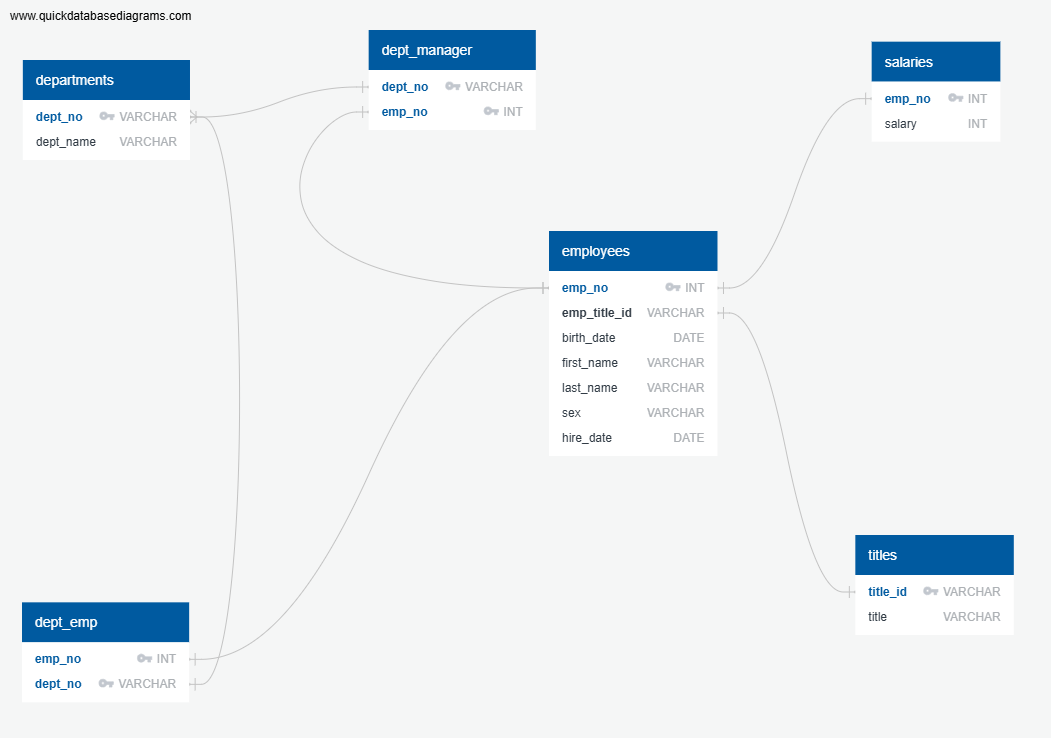 www.quickdatabasediagrams.com
departments
dept_no VARCHAR
dept_name VARCHAR
dept_manager
dept_no VARCHAR
emp_no INT
salaries
emp_no INT
salary INT
employees
emp_no INT
emp_title_id VARCHAR
birth_date DATE
first_name VARCHAR
last_name VARCHAR
sex VARCHAR
hire_date DATE
titles
title_id VARCHAR
title VARCHAR
dept_emp
emp_no INT
dept_no VARCHAR